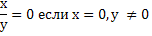 x/y = 0 если x = 0, y ≠ 0